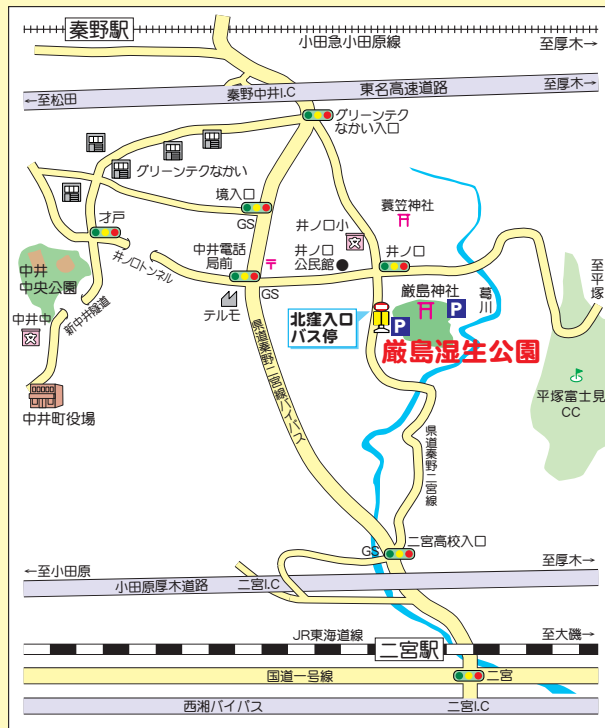 秦野駅
小田急小田原線
至厚木→
←至松田
秦野中井I.C
東名高速道路
至厚木→
グリーンテク
なかい入口
グリーンテクなかい
境入口
GS
蓑笠神社
井ノ口小
才戸
中井電話
局前
井ノ口
公民館
井ノ口
井ノ口トンネル
中井
中央公園
GS
テルモ
厳島神社
P
葛川
至平塚
新中井隧道
中井中
北窪入口
バス停
P
厳島湿生公園
中井町役場
県道秦野二宮線バイパス
平塚富士見
CC
県道秦野二宮線
GS
二宮高校入口
←至小田原
至厚木→
小田原厚木道路
二宮I.C
JR東海道線
二宮駅
至大磯→
国道一号線
二宮
西湘バイパス
二宮I.C